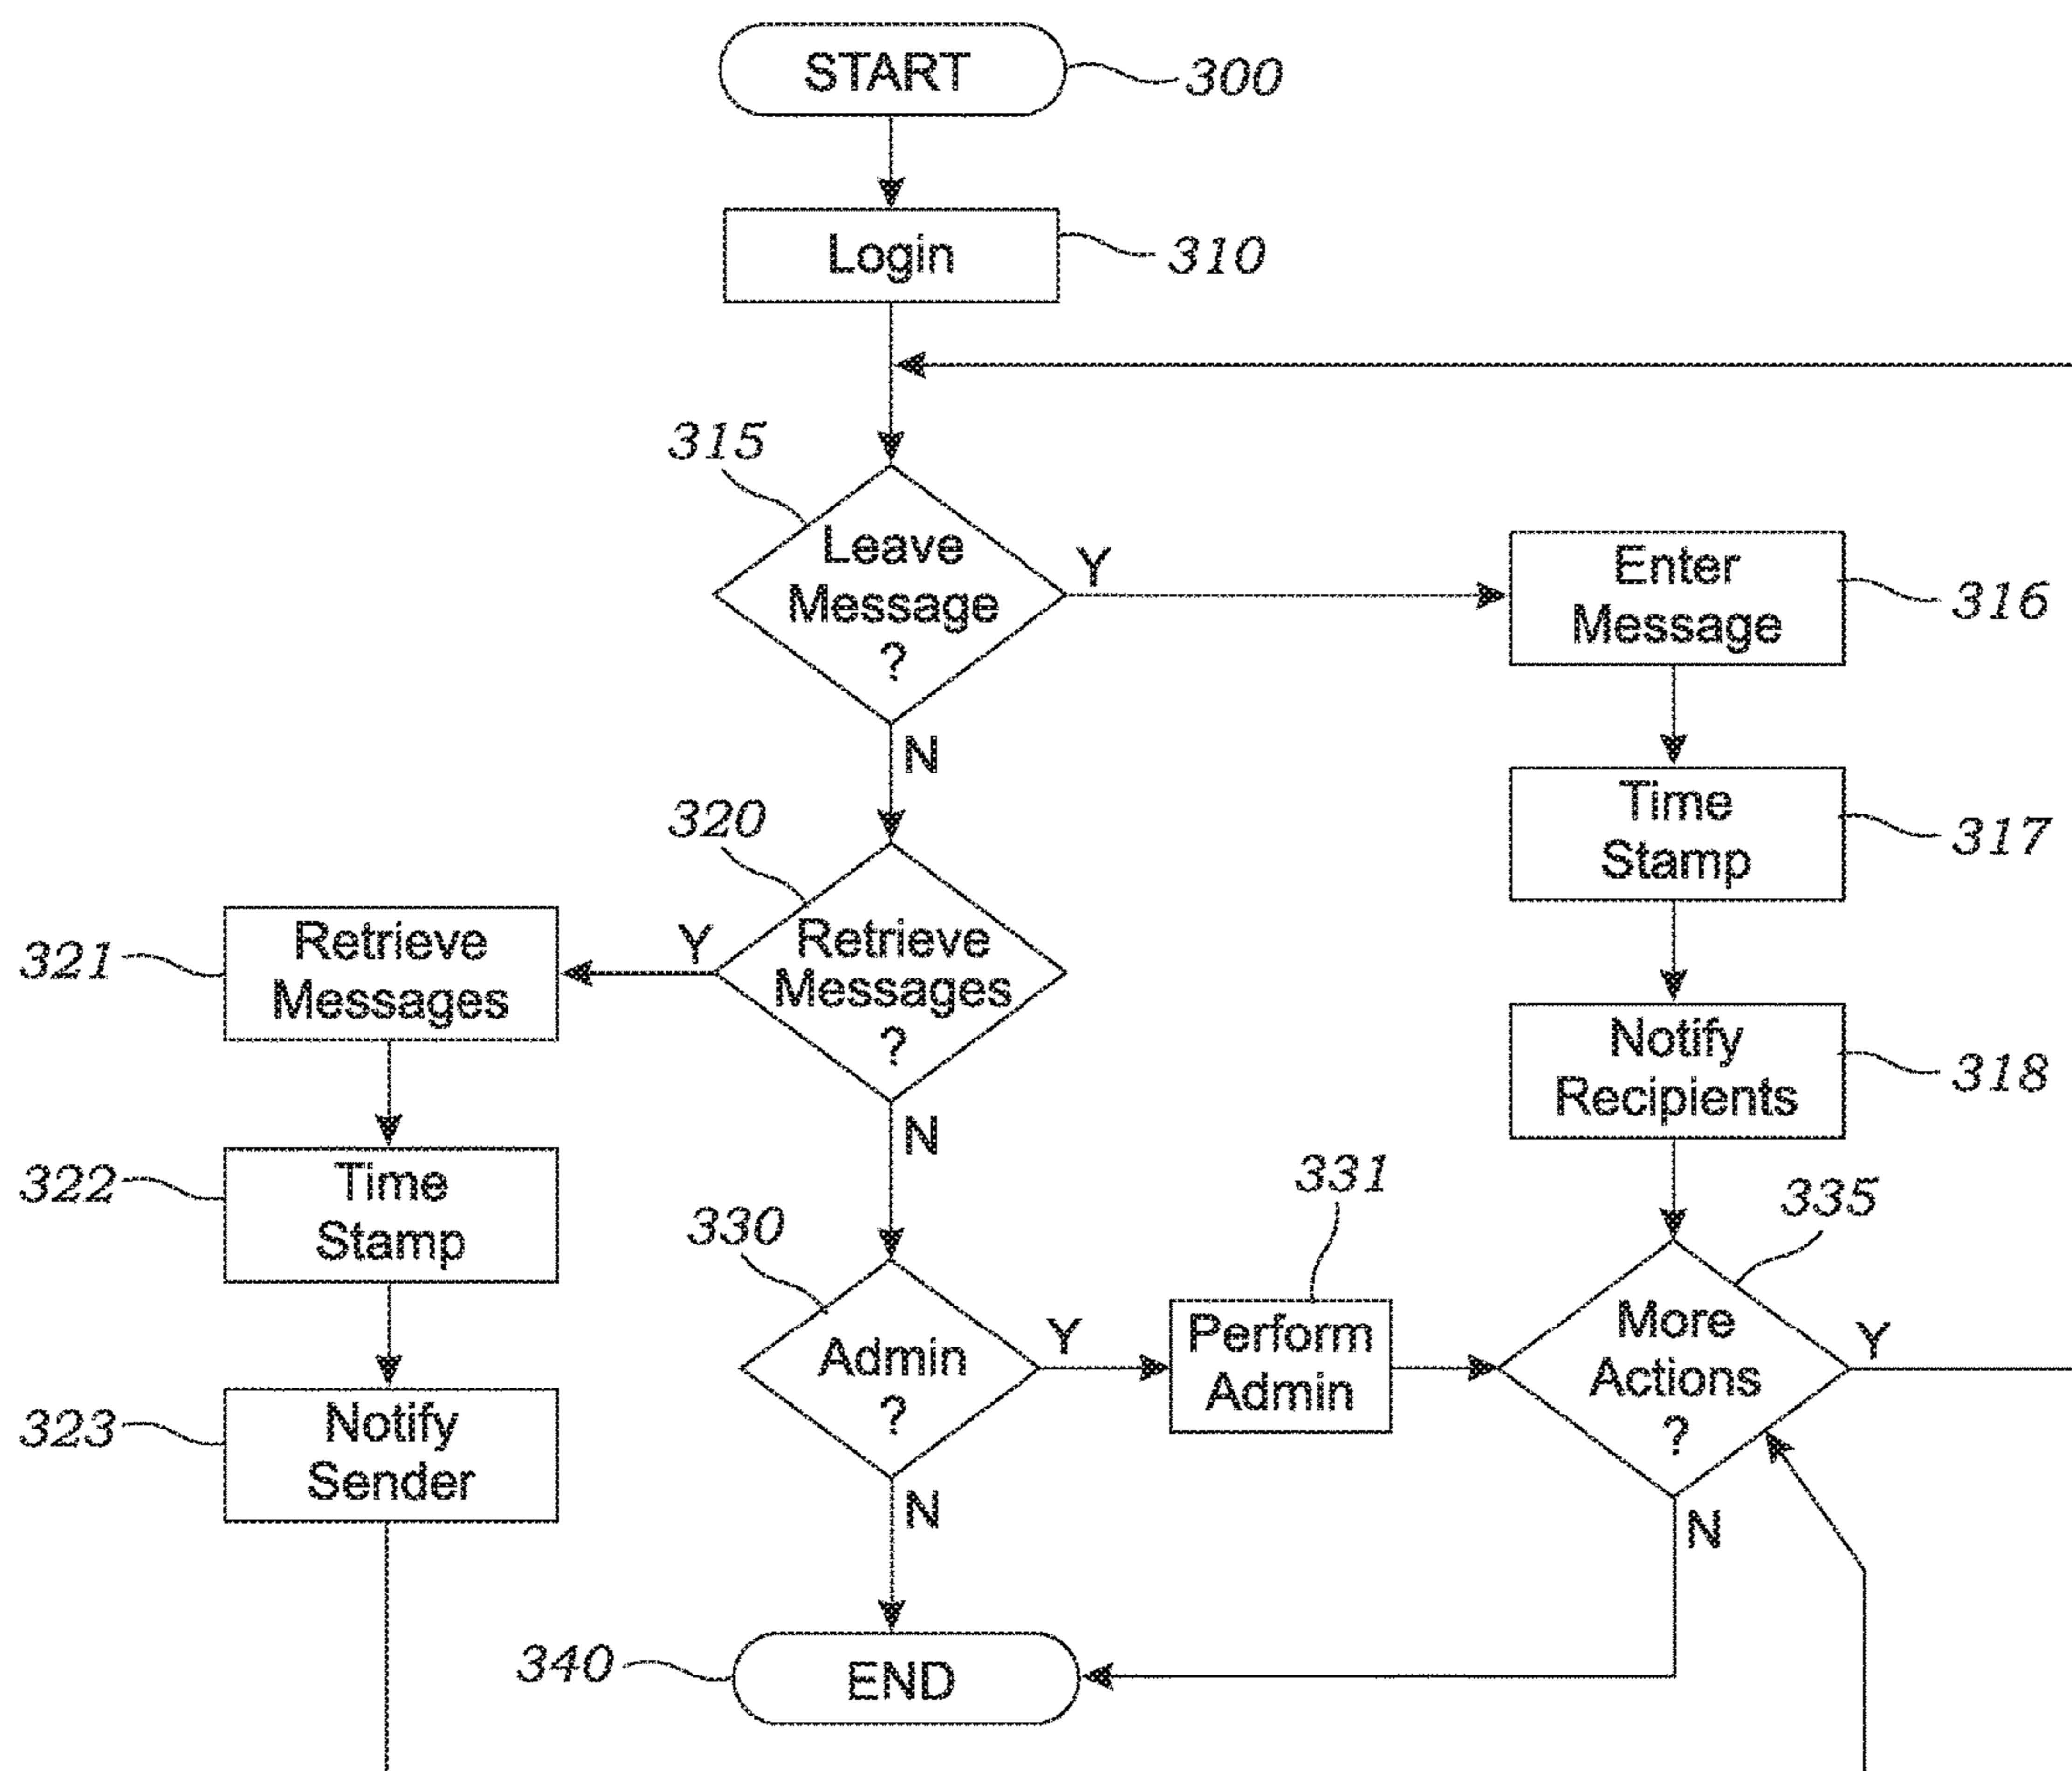 START
300
Login
310
315
Leave
Message
?
Y
N
Enter
Message
316
Time
Stamp
317
320
Retrieve
Messages
?
Y
N
321
Retrieve
Messages
Notify
Recipients
318
322
Time
Stamp
330
Admin
?
Y
N
331
Perform
Admin
335
More
Actions
?
Y
N
323
Notify
Sender
340
END